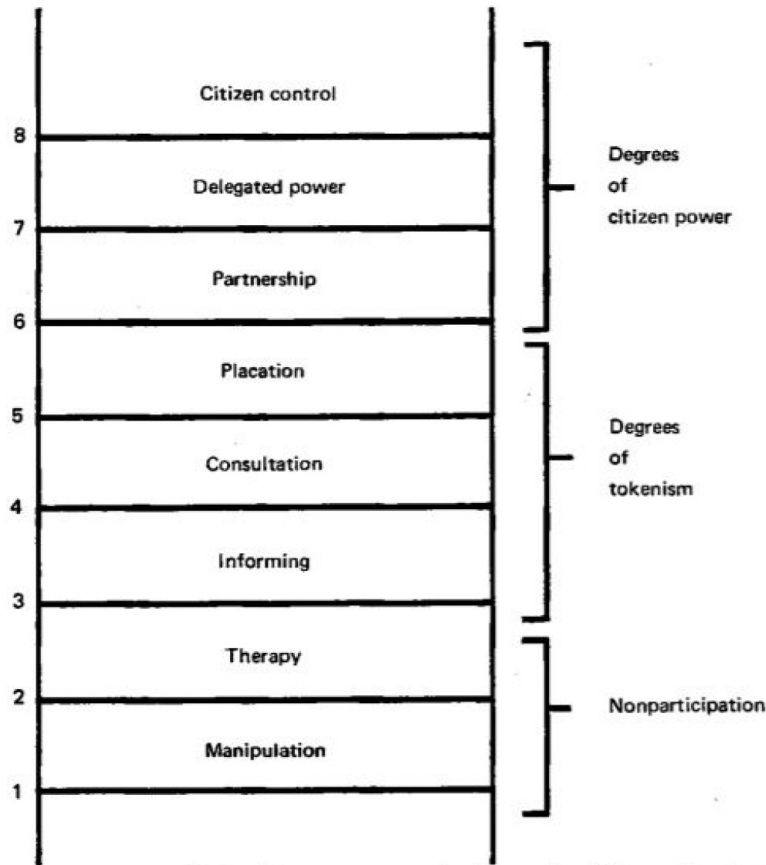 Citizen control
8
Delegated power
7
Partnership
6
Placation
5
Consultation
4
Informing
3
Therapy
2
Manipulation
1
Degrees
of
citizen power
Degrees
of
tokenism
Nonparticipation